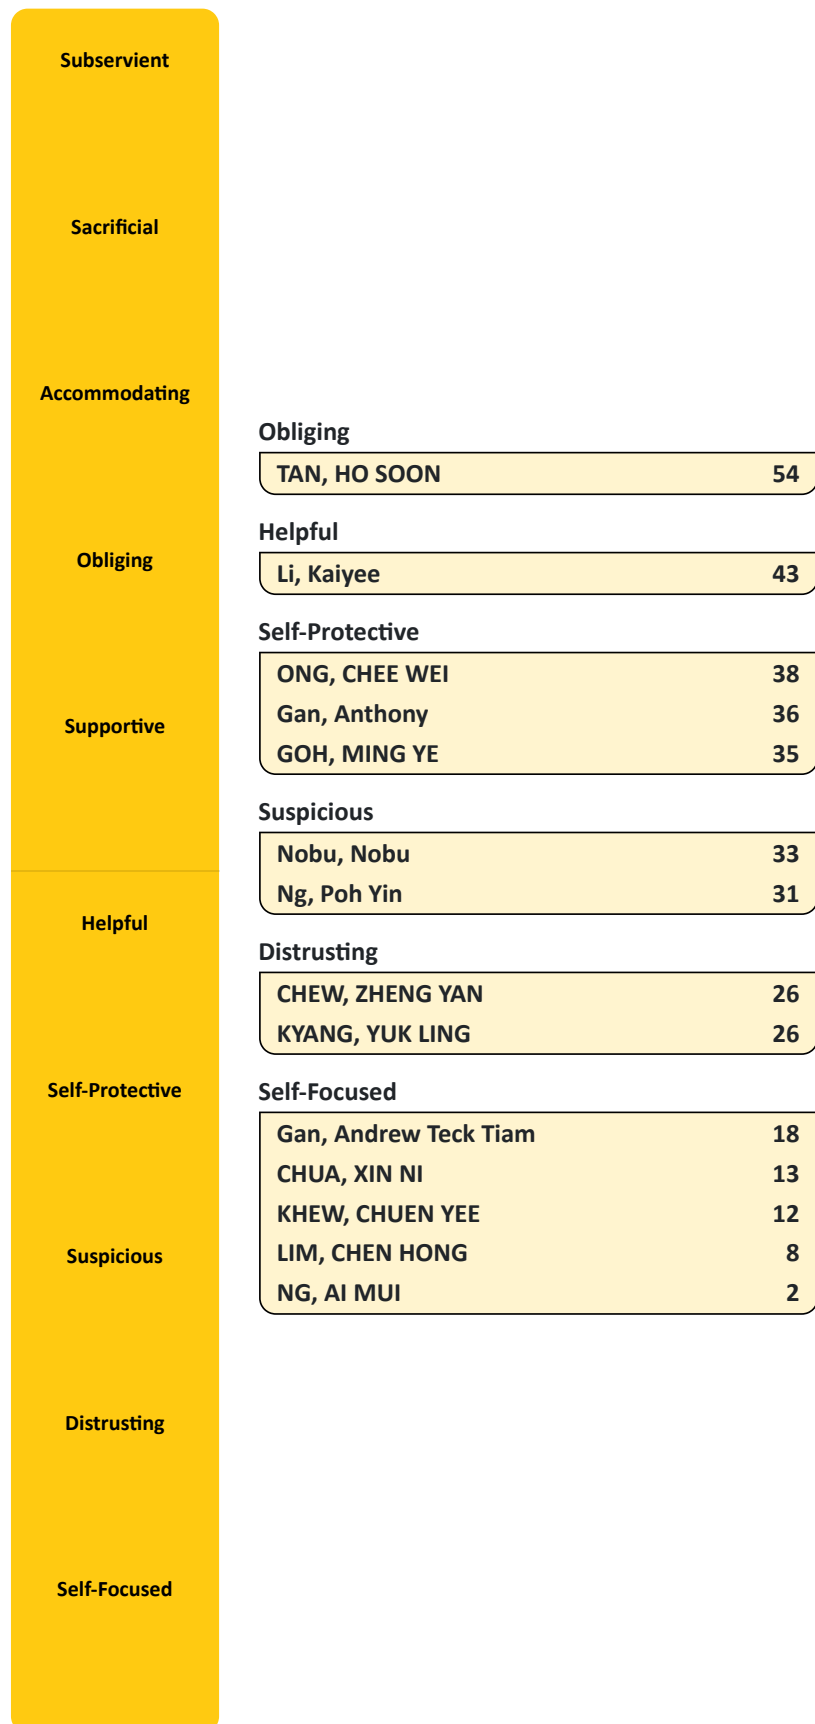 Subservient
Sacrificial
Accommodating
Obliging
Supportive
Helpful
Self-Protective
Suspicious
Distrusting
Self-Focused
Obliging
TAN, HO SOON 54
Helpful
Li, Kaiyee 43
Self-Protective
ONG, CHEE WEI 38
Gan, Anthony 36
GOH, MING YE 35
Suspicious
Nobu, Nobu 33
Ng, Poh Yin 31
Distrusting
CHEW, ZHENG YAN 26
KYANG, YUK LING 26
Self-Focused
Gan, Andrew Teck Tiam 18
CHUA, XIN NI 13
KHEW, CHUEN YEE 12
LIM, CHEN HONG 8
NG, AI MUI 2